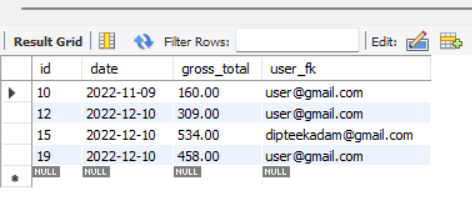 Result Grid Filter Rows: Edit:
id date gross_total user_fk
10 2022-11-09 160.00 user@gmail.com
12 2022-12-10 309.00 user@gmail.com
15 2022-12-10 534.00 dipteekadam@gmail.com
19 2022-12-10 458.00 user@gmail.com
NULL NULL NULL NULL